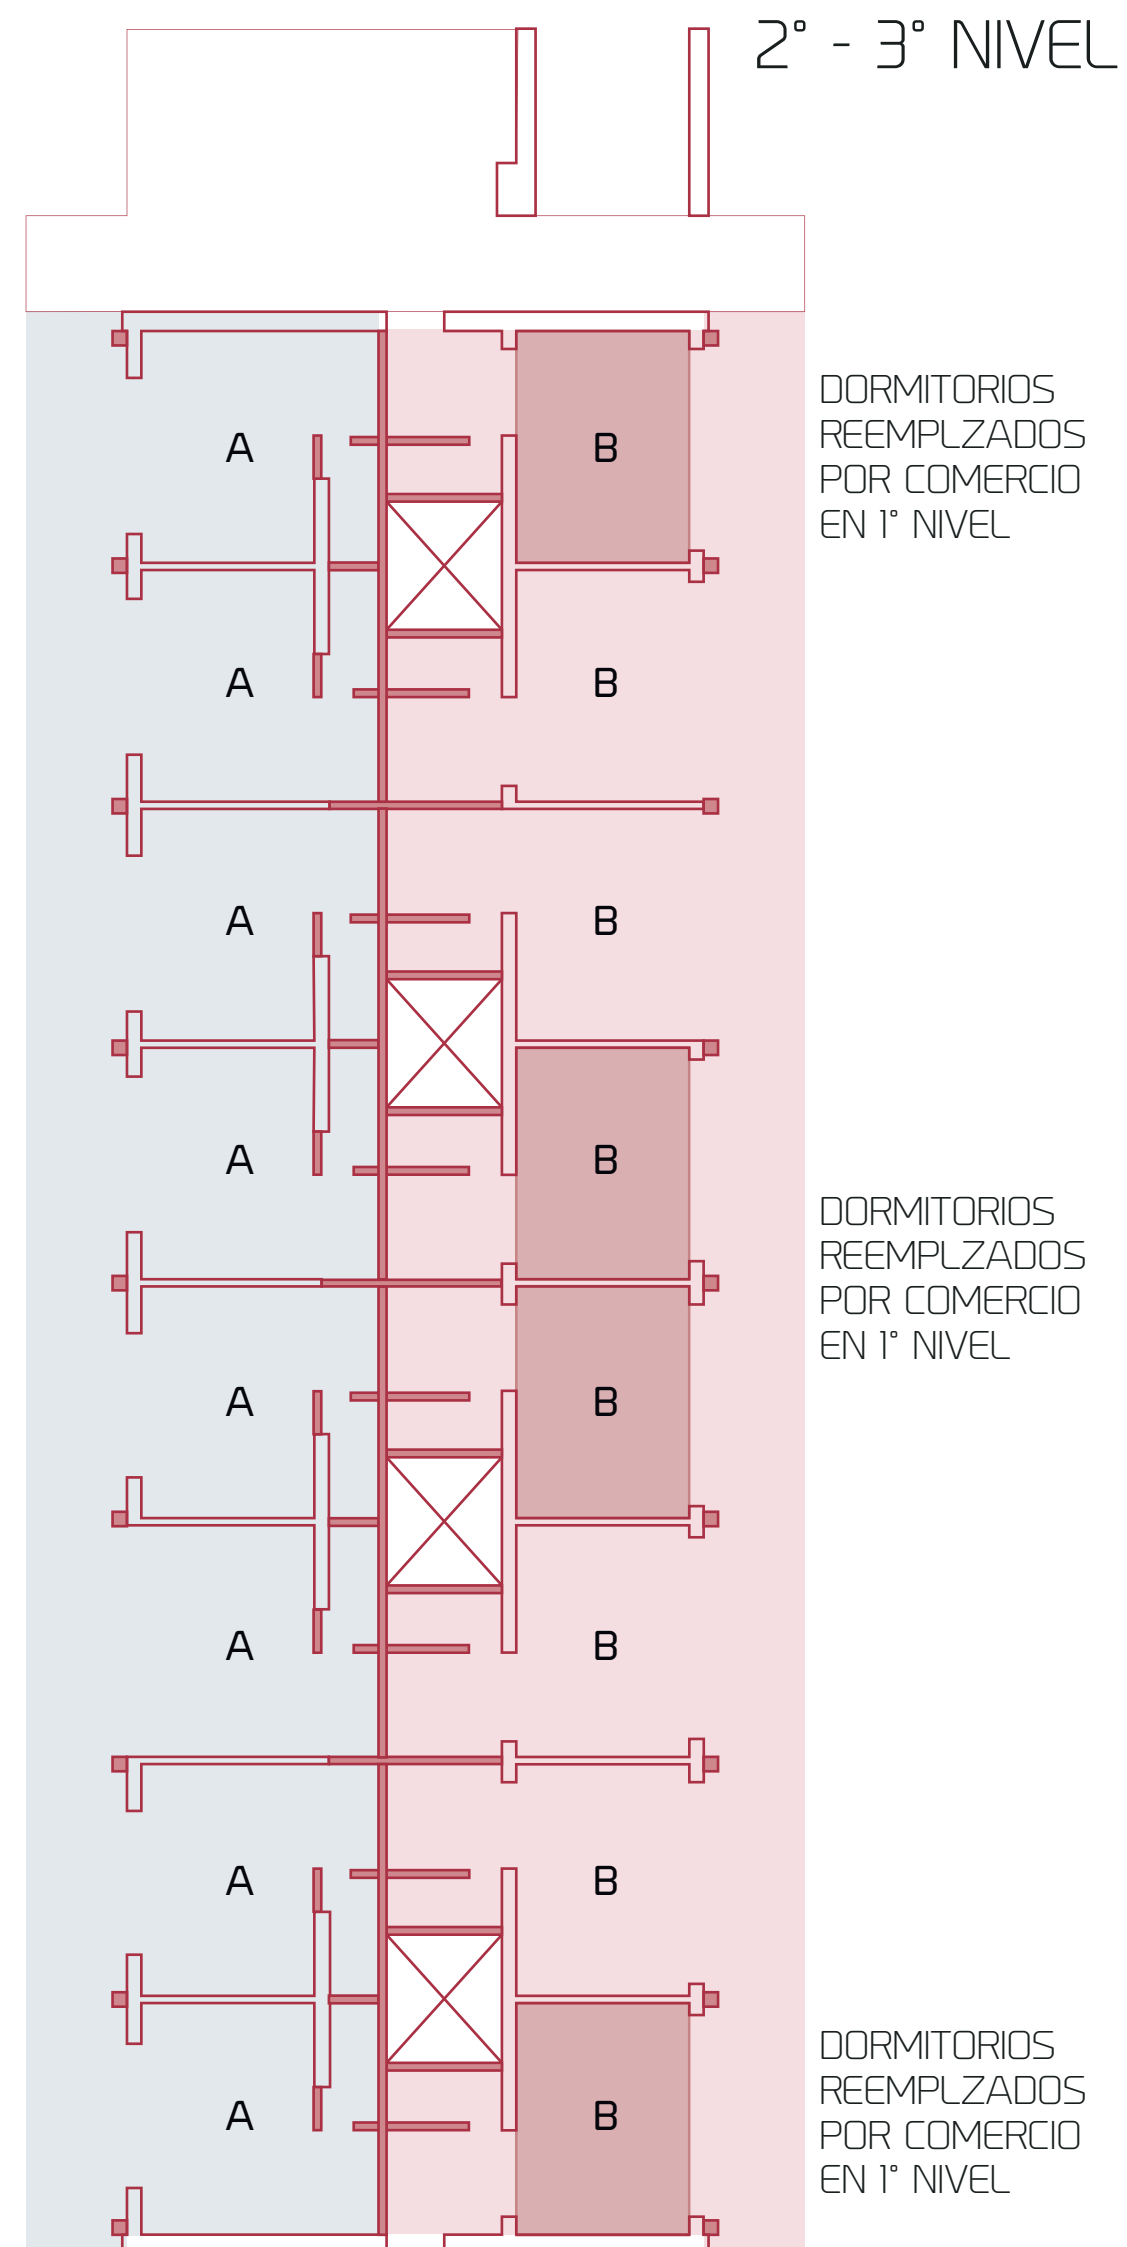 2° - 3° NIVEL
DORMITORIOS
REEMPLZADOS
POR COMERCIO
EN 1° NIVEL
A B
A B
A B
DORMITORIOS
REEMPLZADOS
POR COMERCIO
EN 1° NIVEL
A B
A B
A B
A B
DORMITORIOS
REEMPLZADOS
POR COMERCIO
EN 1° NIVEL
A B